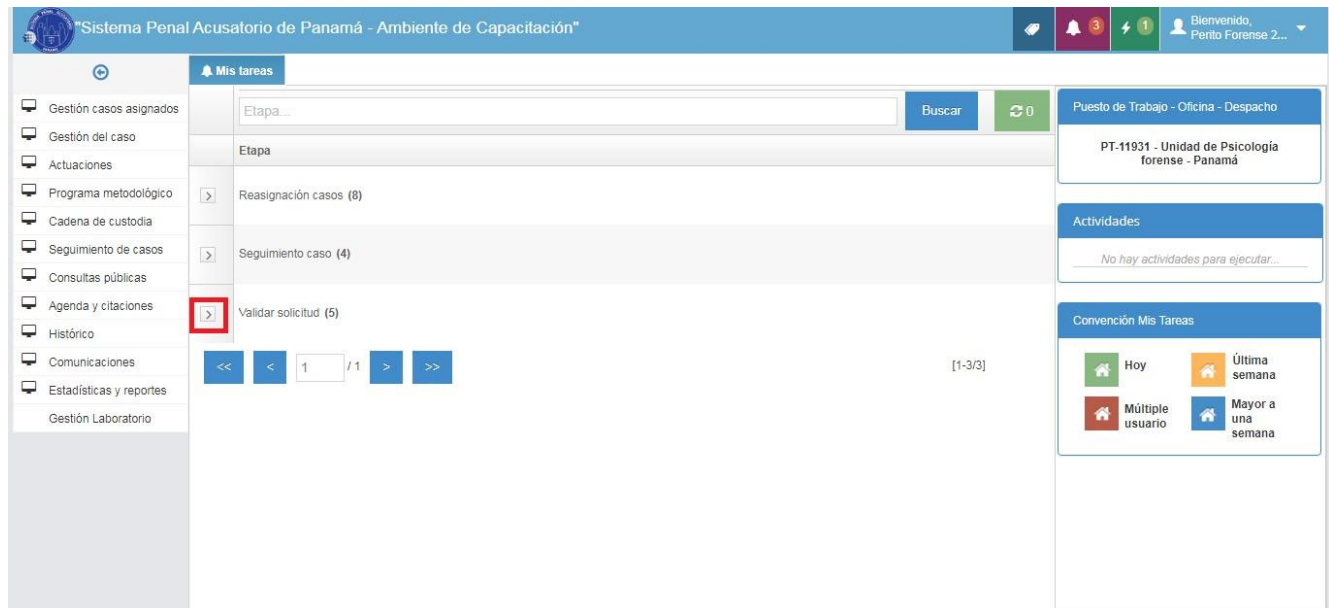 "Sistema Penal Acusatorio de Panamá - Ambiente de Capacitación"
3
1
Bienvenido,
Perito Forense 2...
Mis tareas
Gestión casos asignados
Gestión del caso
Actuaciones
Programa metodológico
Cadena de custodia
Seguimiento de casos
Consultas públicas
Agenda y citaciones
Histórico
Comunicaciones
Estadísticas y reportes
Gestión Laboratorio
Etapa...
Buscar
0
Etapa
> Reasignación casos (8)
> Seguimiento caso (4)
> Validar solicitud (5)
<< < 1 / 1 > >> [1-3/3]
Puesto de Trabajo - Oficina - Despacho
PT-11931 - Unidad de Psicología
forense - Panamá
Actividades
No hay actividades para ejecutar...
Convención Mis Tareas
Hoy
Última
semana
Múltiple
usuario
Mayor a
una
semana